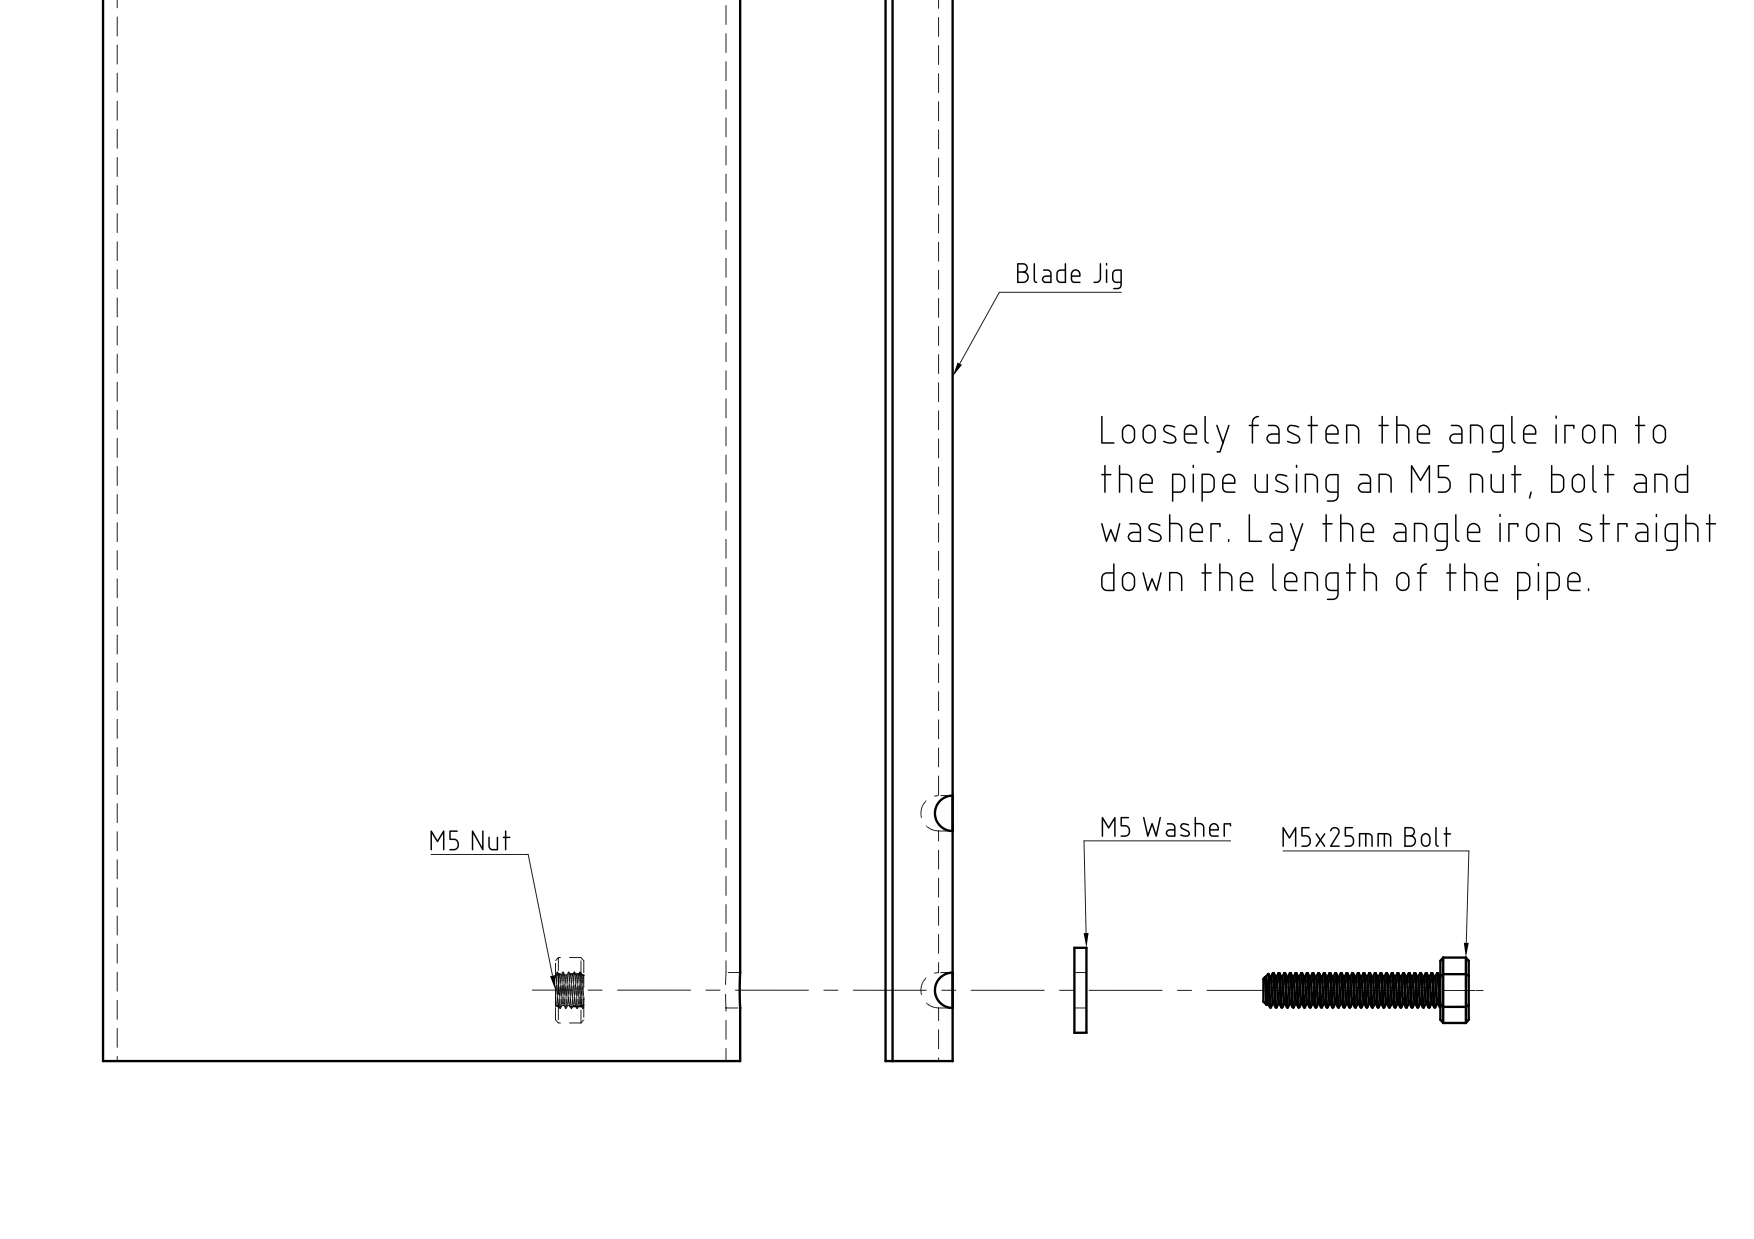 Blade Jig
Loosely fasten the angle iron to
the pipe using an M5 nut, bolt and
washer. Lay the angle iron straight
down the length of the pipe.
M5 Nut
M5 Washer
M5x25mm Bolt